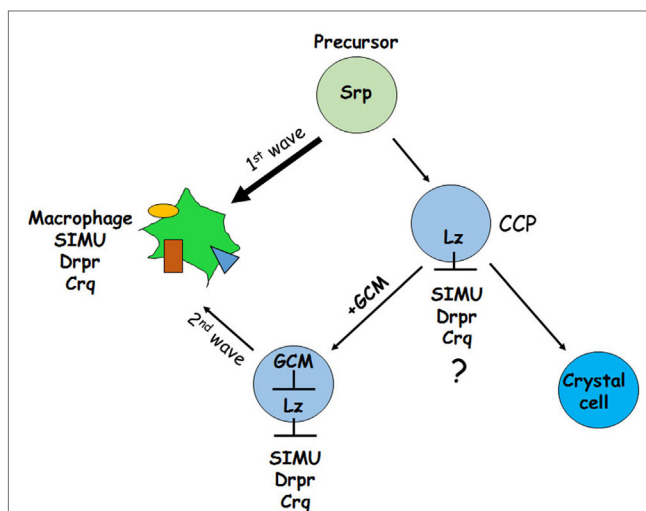 Precursor
Srp
1st wave
Macrophage
SIMU
Drpr
Crq
Lz
CCP
SIMU
Drpr
Crq
?
+GCM
2nd wave
GCM
Lz
SIMU
Drpr
Crq
Crystal
cell